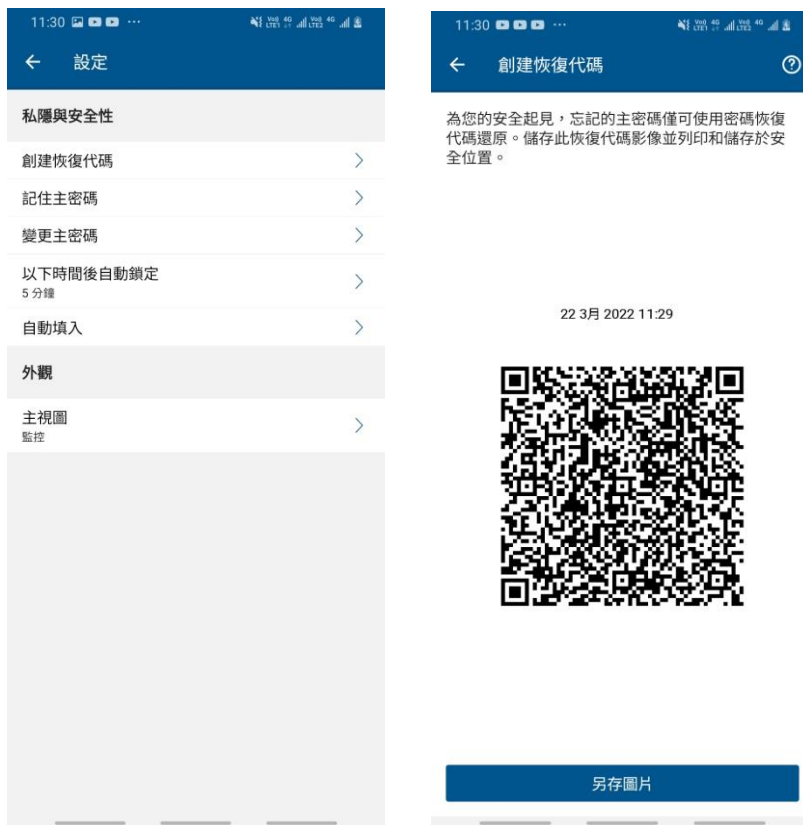 11:30
設定
私隱與安全性
創建恢復代碼
記住主密碼
變更主密碼
以下時間後自動鎖定
5 分鐘
自動填入
外觀
主視圖
監控
11:30
創建恢復代碼
為您的安全起見，忘記的主密碼僅可使用密碼恢復
代碼還原。儲存此恢復代碼影像並列印和儲存於安
全位置。
22 3月 2022 11:29
另存圖片